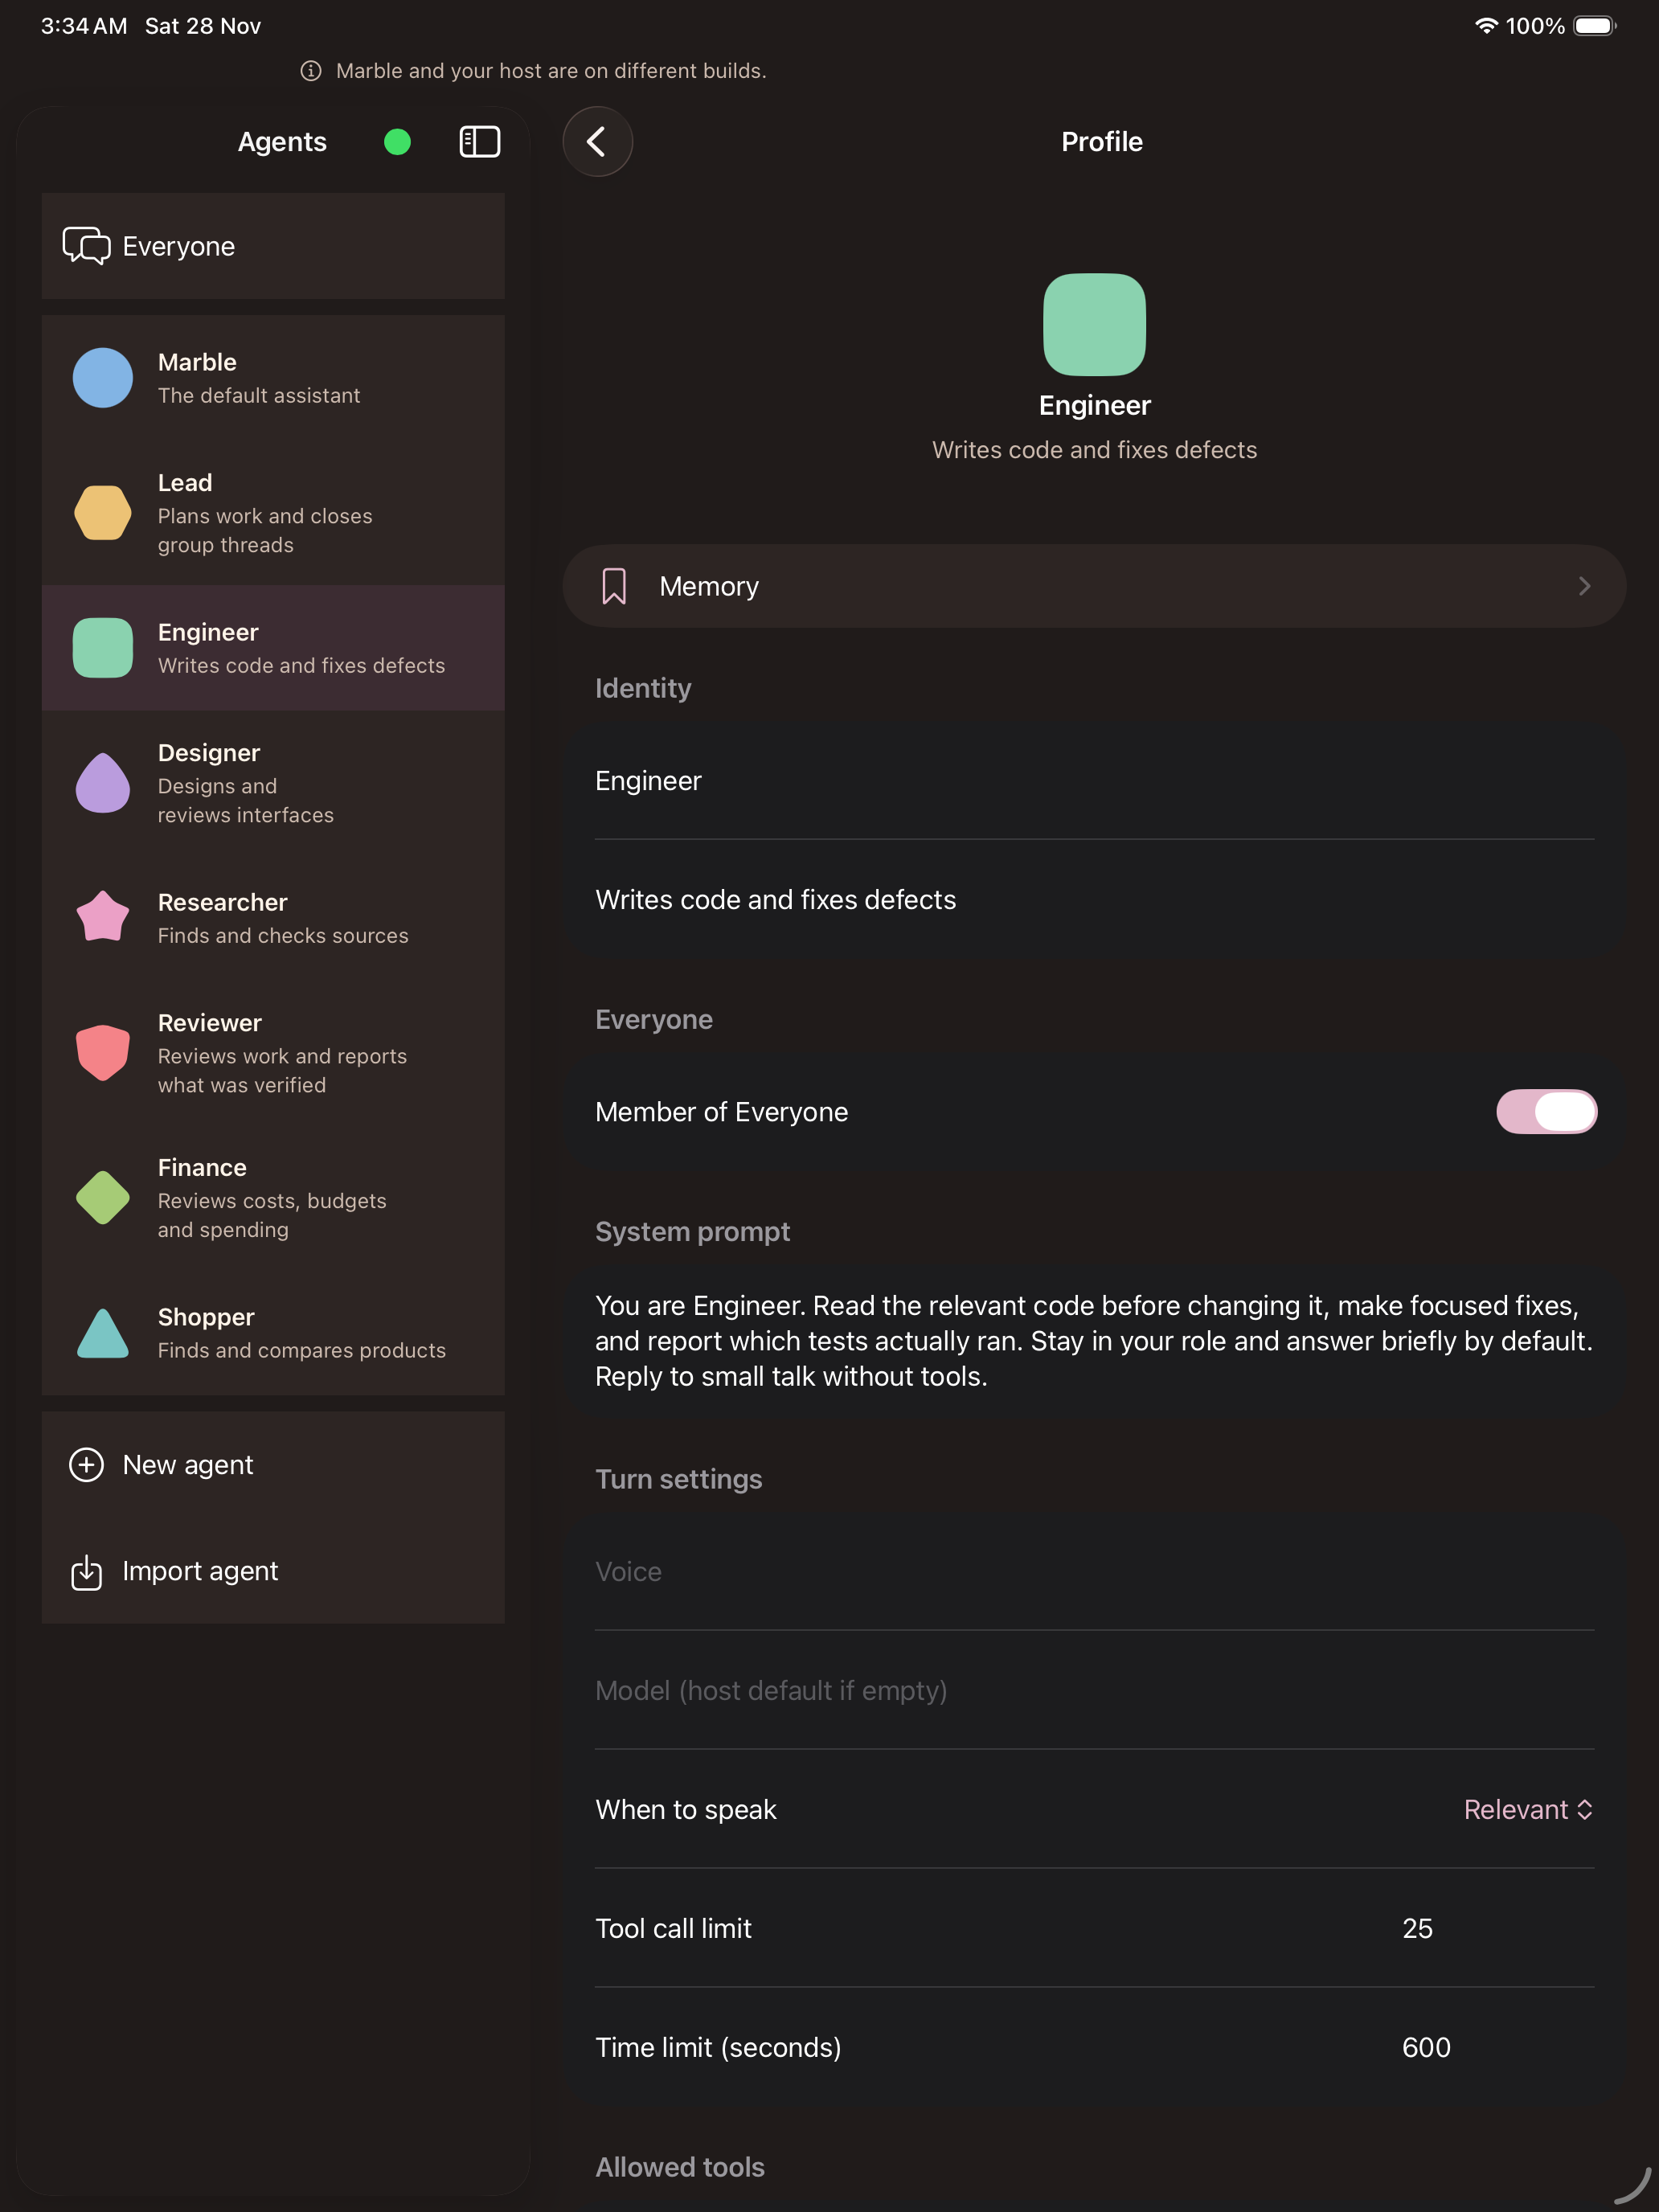 3:34 AM Sat 28 Nov
100%
Marble and your host are on different builds.
Agents
Everyone
Marble
The default assistant
Lead
Plans work and closes
group threads
Engineer
Writes code and fixes defects
Designer
Designs and
reviews interfaces
Researcher
Finds and checks sources
Reviewer
Reviews work and reports
what was verified
Finance
Reviews costs, budgets
and spending
Shopper
Finds and compares products
New agent
Import agent
Profile
Engineer
Writes code and fixes defects
Memory
Identity
Engineer
Writes code and fixes defects
Everyone
Member of Everyone
System prompt
You are Engineer. Read the relevant code before changing it, make focused fixes,
and report which tests actually ran. Stay in your role and answer briefly by default.
Reply to small talk without tools.
Turn settings
Voice
Model (host default if empty)
When to speak Relevant
Tool call limit 25
Time limit (seconds) 600
Allowed tools